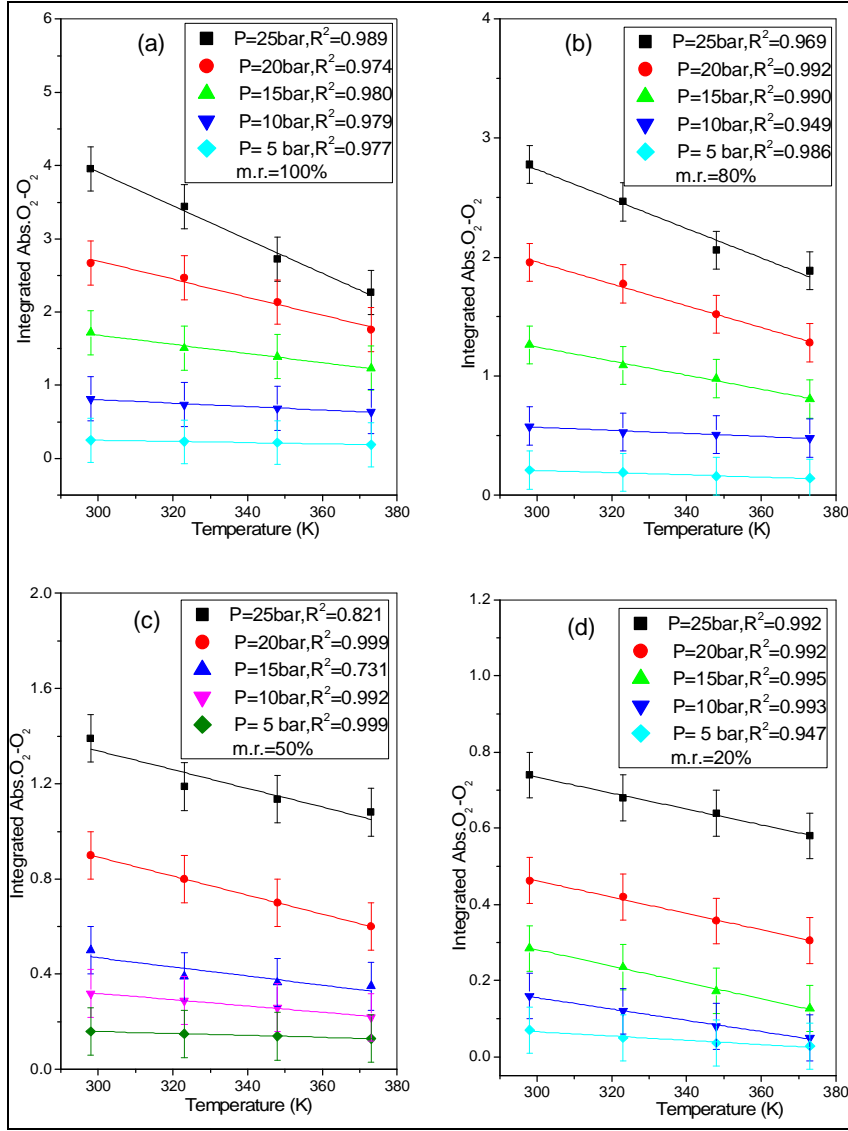 (a)
P=25bar,R²=0.989
P=20bar,R²=0.974
P=15bar,R²=0.980
P=10bar,R²=0.979
P= 5 bar,R²=0.977
m.r.=100%
6
5
4
3
2
1
0
Integrated Abs.O₂-O₂
300 320 340 360 380
Temperature (K)
(b)
P=25bar,R²=0.969
P=20bar,R²=0.992
P=15bar,R²=0.990
P=10bar,R²=0.949
P= 5 bar,R²=0.986
m.r.=80%
4
3
2
1
0
Integrated Abs.O₂-O₂
300 320 340 360 380
Temperature (K)
(c)
P=25bar,R²=0.821
P=20bar,R²=0.999
P=15bar,R²=0.731
P=10bar,R²=0.992
P= 5 bar,R²=0.999
m.r.=50%
2.0
1.6
1.2
0.8
0.4
0.0
Integrated Abs.O₂-O₂
300 320 340 360 380
Temperature (K)
(d)
P=25bar,R²=0.992
P=20bar,R²=0.992
P=15bar,R²=0.995
P=10bar,R²=0.993
P= 5 bar,R²=0.947
m.r.=20%
1.2
1.0
0.8
0.6
0.4
0.2
0.0
Integrated Abs.O₂-O₂
300 320 340 360 380
Temperature (K)